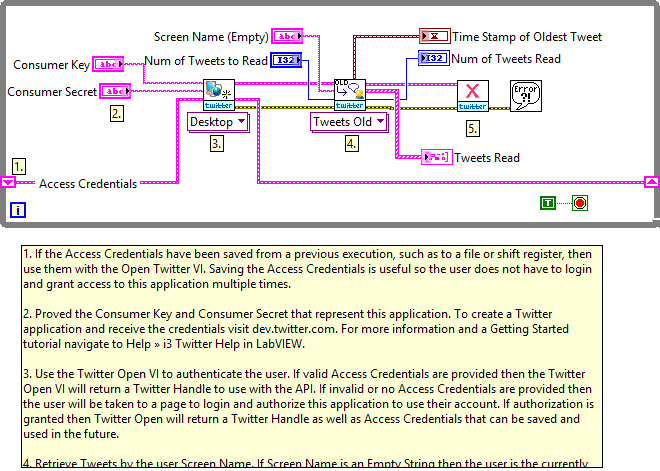 Screen Name (Empty)
abc
Time Stamp of Oldest Tweet
Consumer Key
abc
Num of Tweets to Read
I32
I32
Num of Tweets Read
Consumer Secret
abc
OLD
twitter
twitter
twitter
Error
?!
2.
Desktop
Tweets Old
5.
3.
4.
1.
Tweets Read
Access Credentials
i
T
1. If the Access Credentials have been saved from a previous execution, such as to a file or shift register, then
use them with the Open Twitter VI. Saving the Access Credentials is useful so the user does not have to login
and grant access to this application multiple times.
2. Proved the Consumer Key and Consumer Secret that represent this application. To create a Twitter
application and receive the credentials visit dev.twitter.com. For more information and a Getting Started
tutorial navigate to Help » i3 Twitter Help in LabVIEW.
3. Use the Twitter Open VI to authenticate the user. If valid Access Credentials are provided then the Twitter
Open VI will return a Twitter Handle to use with the API. If invalid or no Access Credentials are provided then
the user will be taken to a page to login and authorize this application to use their account. If authorization is
granted then Twitter Open will return a Twitter Handle as well as Access Credentials that can be saved and
used in the future.
4. Retrieve Tweets by the user Screen Name. If Screen Name is an Empty String then the user is the currently